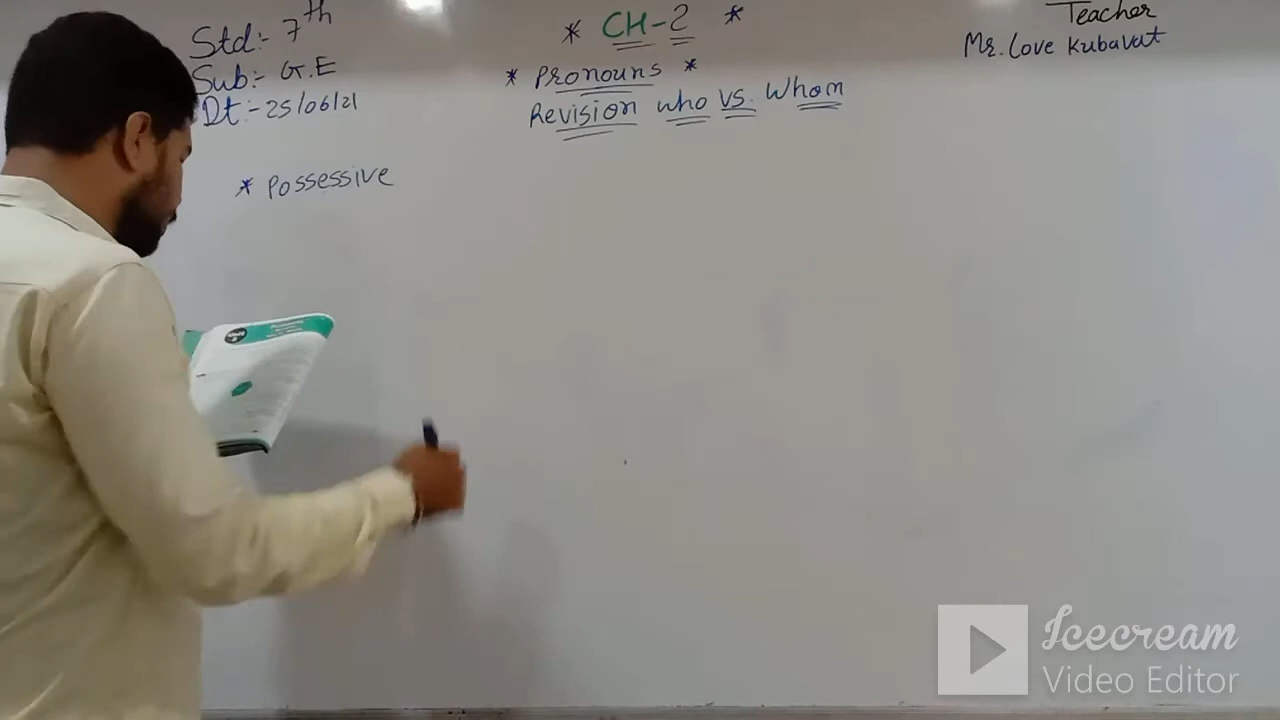 Std:- 7th
Sub:- G.E
Dt:- 25/06/21
* CH-2 *
* Pronouns *
Revision who vs. Whom
Teacher
Mr. Love Kubavat
* Possessive
Icecream
Video Editor